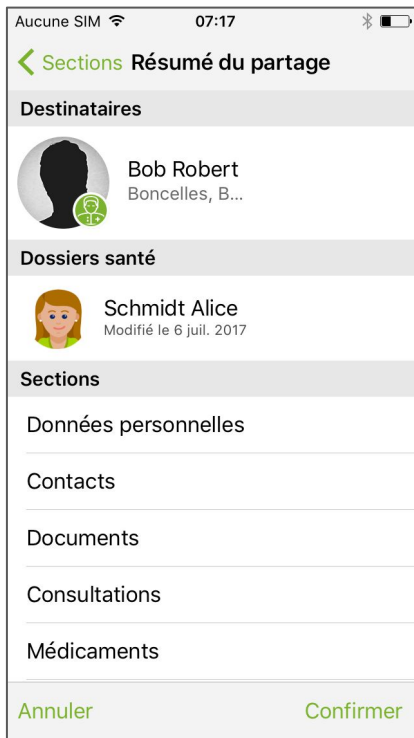 Aucune SIM 07:17
Sections Résumé du partage
Destinataires
Bob Robert
Boncelles, B...
Dossiers santé
Schmidt Alice
Modifié le 6 juil. 2017
Sections
Données personnelles
Contacts
Documents
Consultations
Médicaments
Annuler Confirmer